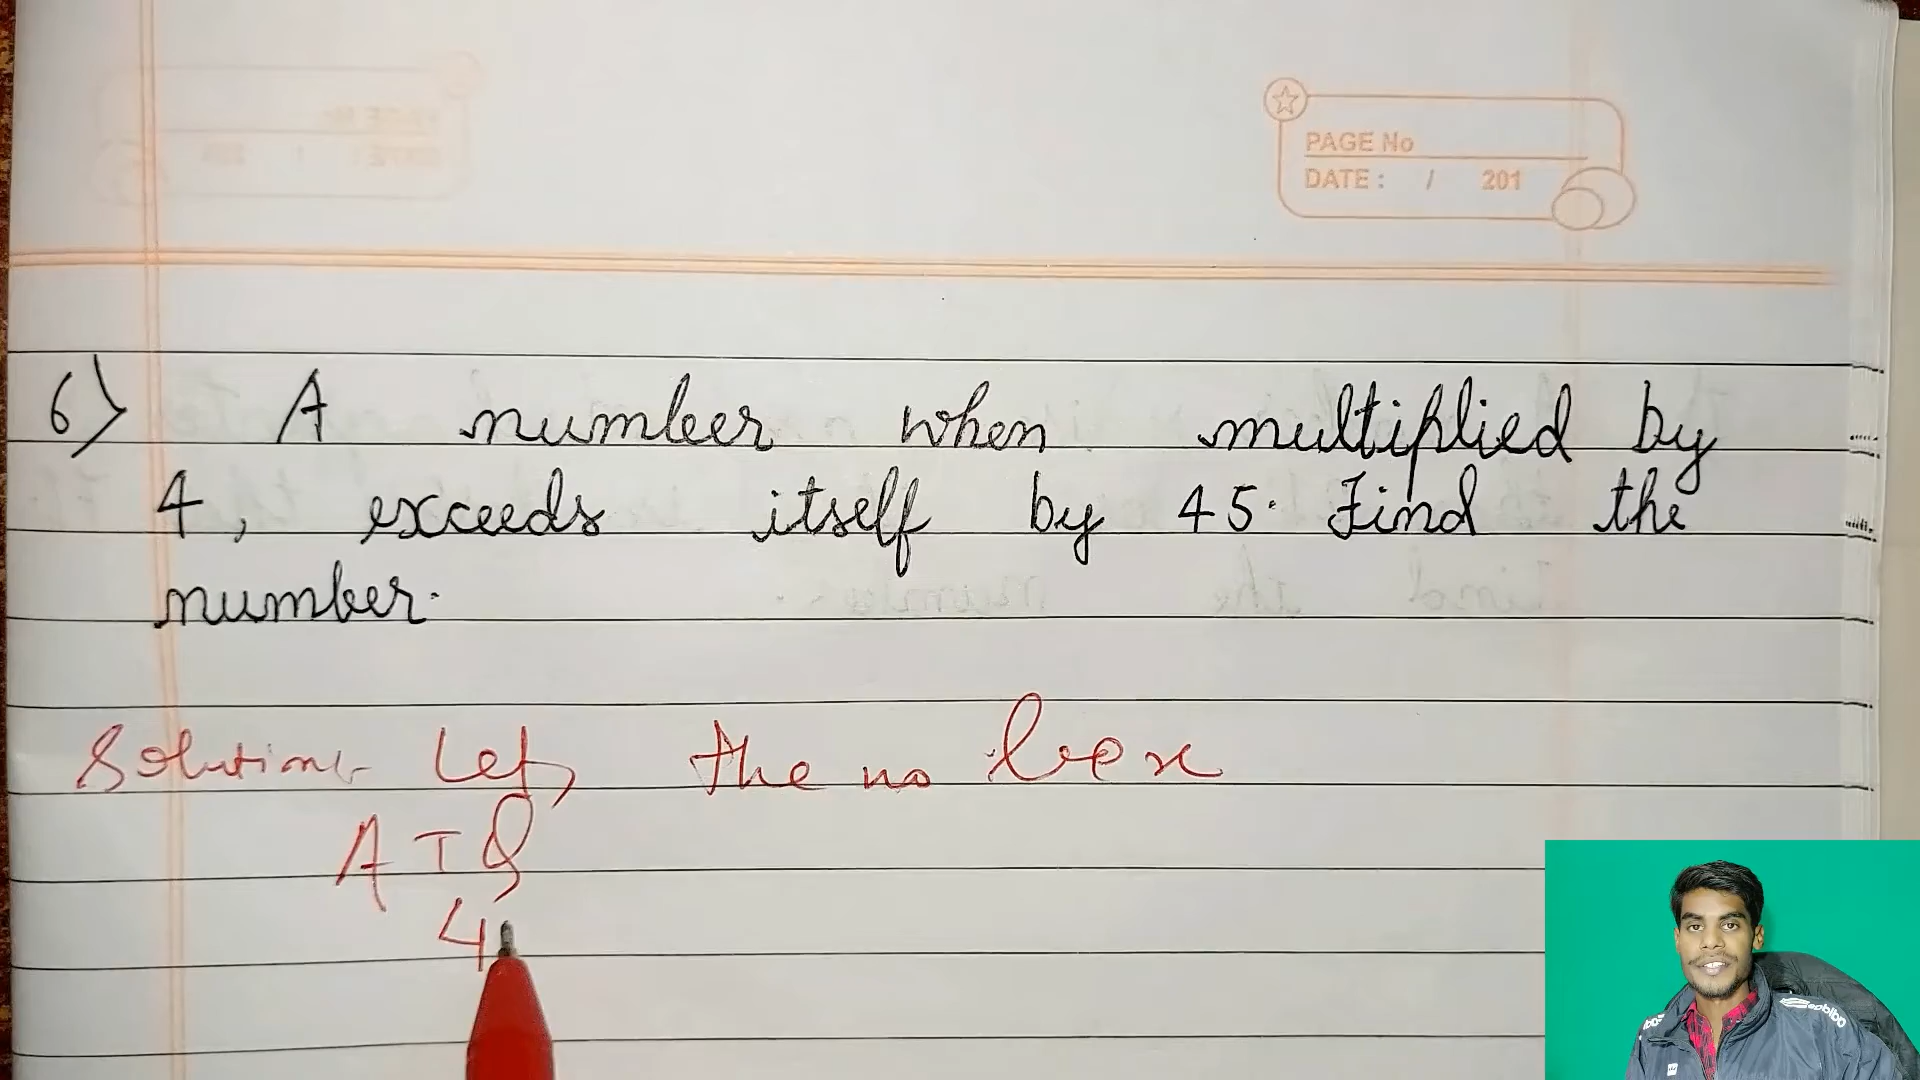 PAGE No
DATE : / 201
6) A number when multiplied by
4, exceeds itself by 45. Find the
number.
Solution:- Let, the no be x
ATQ
4
adidas